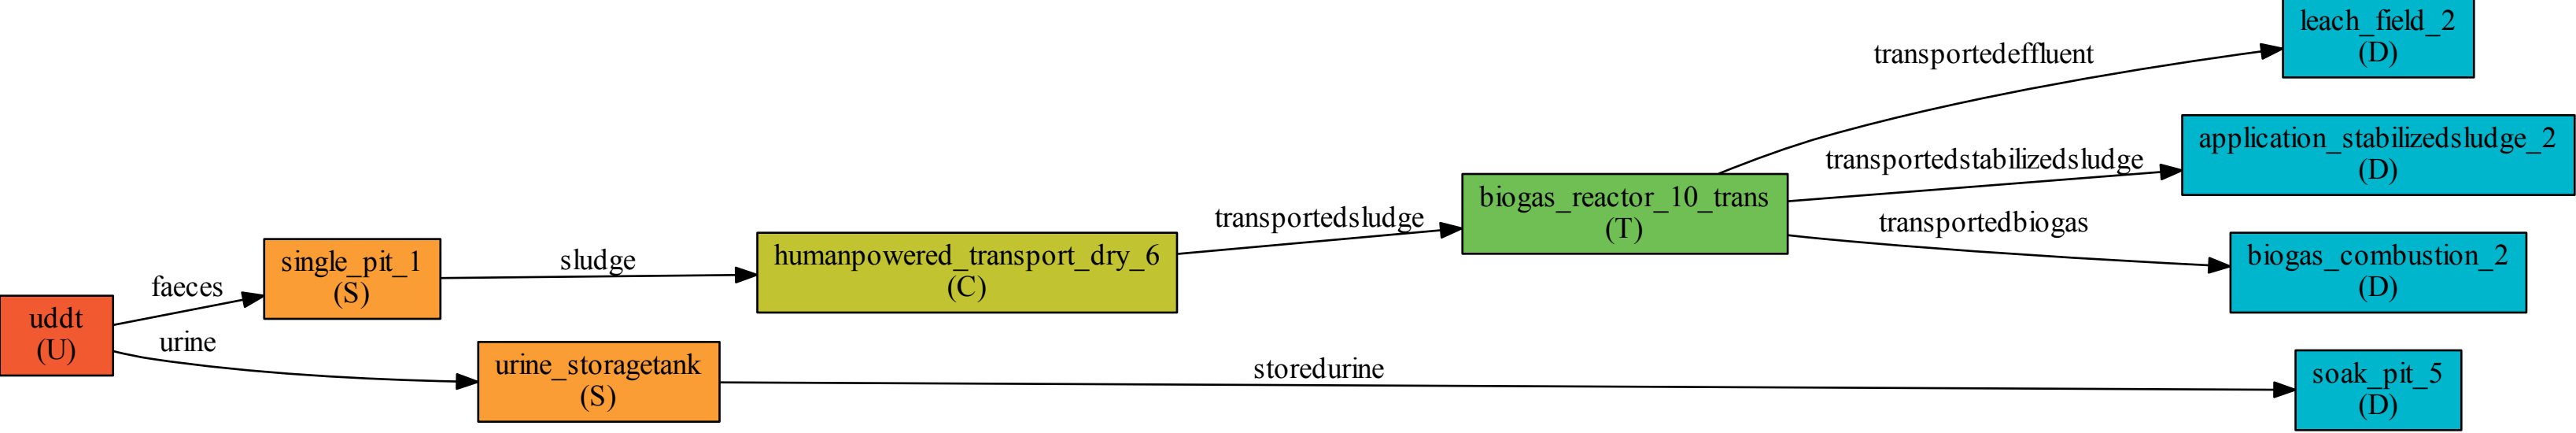 uddt
(U)
faeces
urine
single_pit_1
(S)
urine_storagetank
(S)
sludge
humanpowered_transport_dry_6
(C)
transportedsludge
biogas_reactor_10_trans
(T)
storedurine
transportedeffluent
transportedstabilizedsludge
transportedbiogas
leach_field_2
(D)
application_stabilizedsludge_2
(D)
biogas_combustion_2
(D)
soak_pit_5
(D)